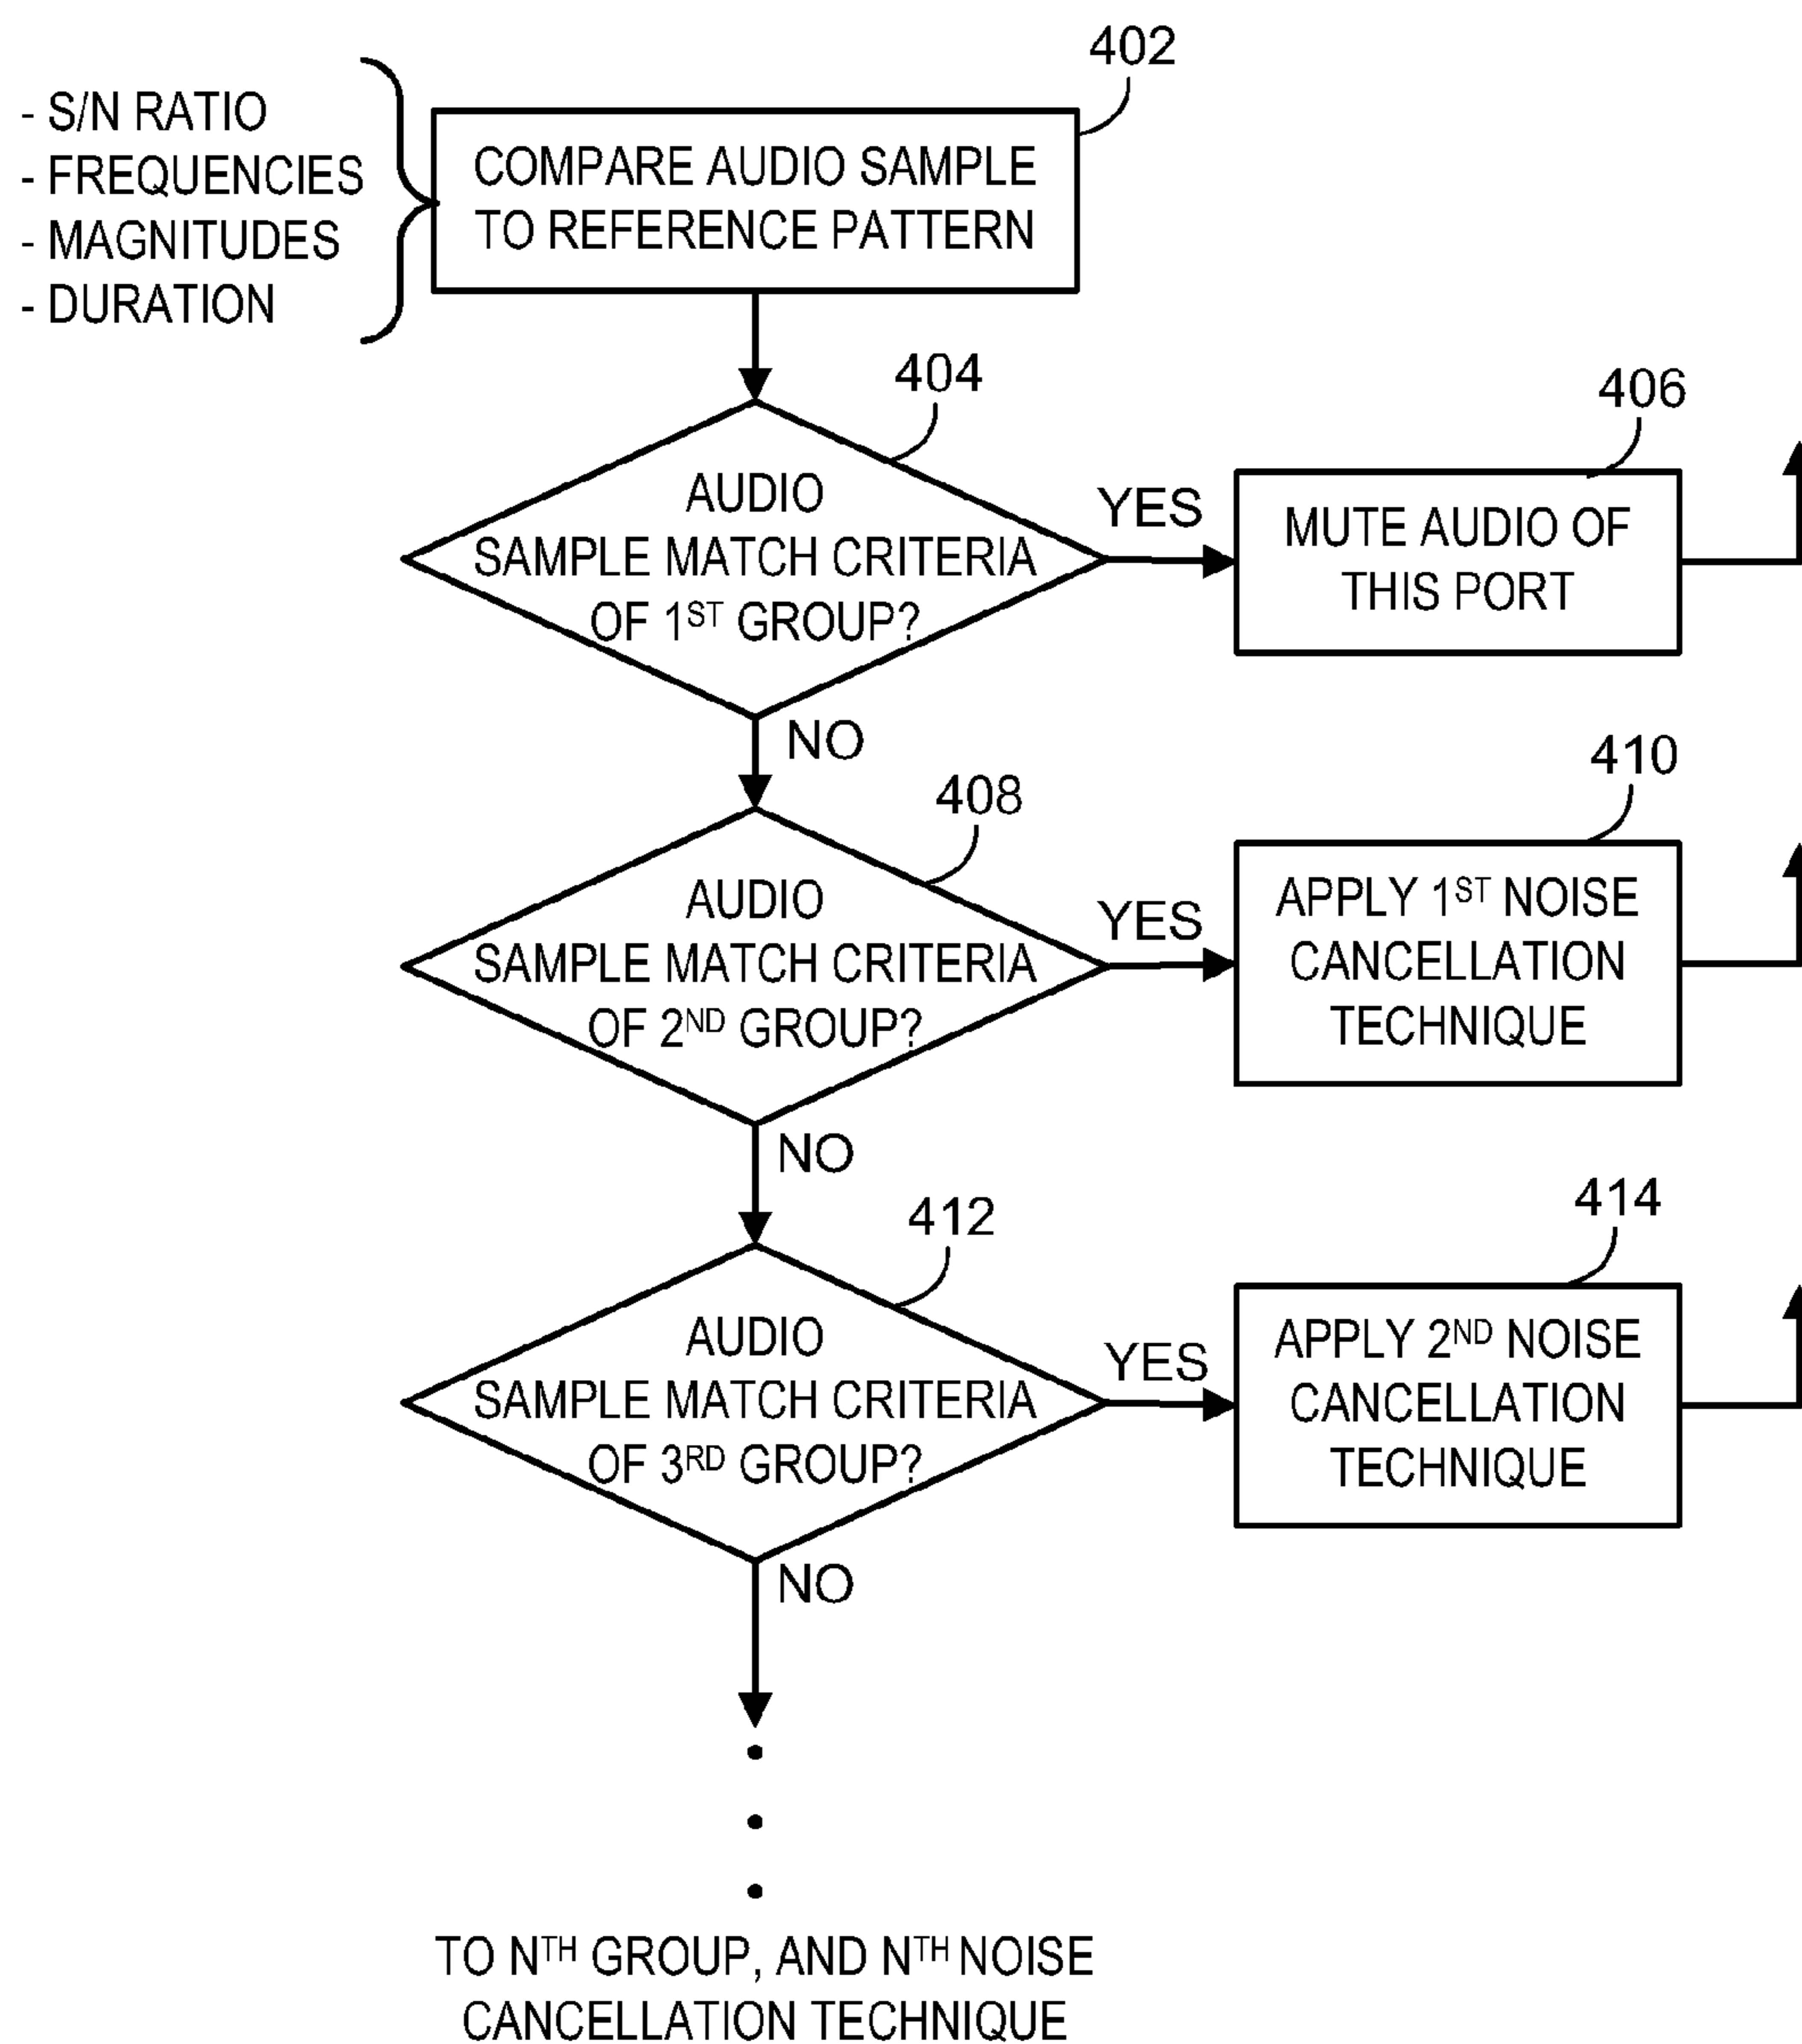 402
- S/N RATIO
- FREQUENCIES
- MAGNITUDES
- DURATION
COMPARE AUDIO SAMPLE
TO REFERENCE PATTERN
404
AUDIO
SAMPLE MATCH CRITERIA
OF 1ST GROUP?
YES
406
MUTE AUDIO OF
THIS PORT
NO
408
AUDIO
SAMPLE MATCH CRITERIA
OF 2ND GROUP?
YES
410
APPLY 1ST NOISE
CANCELLATION
TECHNIQUE
NO
412
AUDIO
SAMPLE MATCH CRITERIA
OF 3RD GROUP?
YES
414
APPLY 2ND NOISE
CANCELLATION
TECHNIQUE
NO
TO NTH GROUP, AND NTH NOISE
CANCELLATION TECHNIQUE